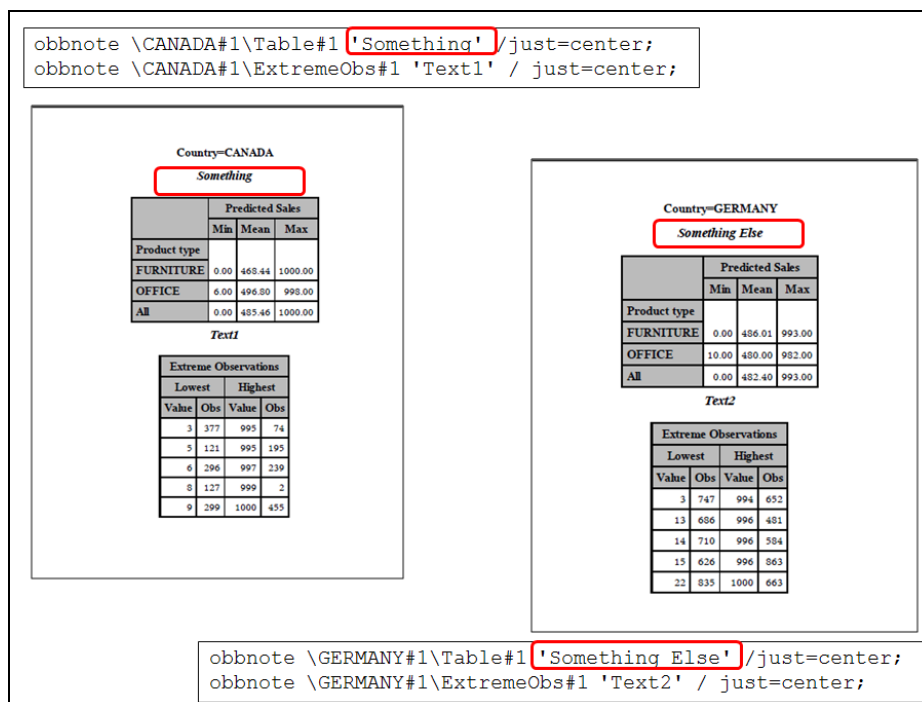 obbnote \CANADA#1\Table#1 'Something' /just=center;
obbnote \CANADA#1\ExtremeObs#1 'Text1' / just=center;
Country=CANADA
Something
Predicted Sales
Min Mean Max
Product type
FURNITURE 0.00 468.44 1000.00
OFFICE 6.00 496.80 998.00
All 0.00 485.46 1000.00
Text1
Extreme Observations
Lowest Highest
Value Obs Value Obs
3 377 995 74
5 121 995 195
6 296 997 239
8 127 999 2
9 299 1000 455
Country=GERMANY
Something Else
Predicted Sales
Min Mean Max
Product type
FURNITURE 0.00 486.01 993.00
OFFICE 10.00 480.00 982.00
All 0.00 482.40 993.00
Text2
Extreme Observations
Lowest Highest
Value Obs Value Obs
3 747 994 652
13 686 996 481
14 710 996 584
15 626 996 863
22 835 1000 663
obbnote \GERMANY#1\Table#1 'Something Else' /just=center;
obbnote \GERMANY#1\ExtremeObs#1 'Text2' / just=center;